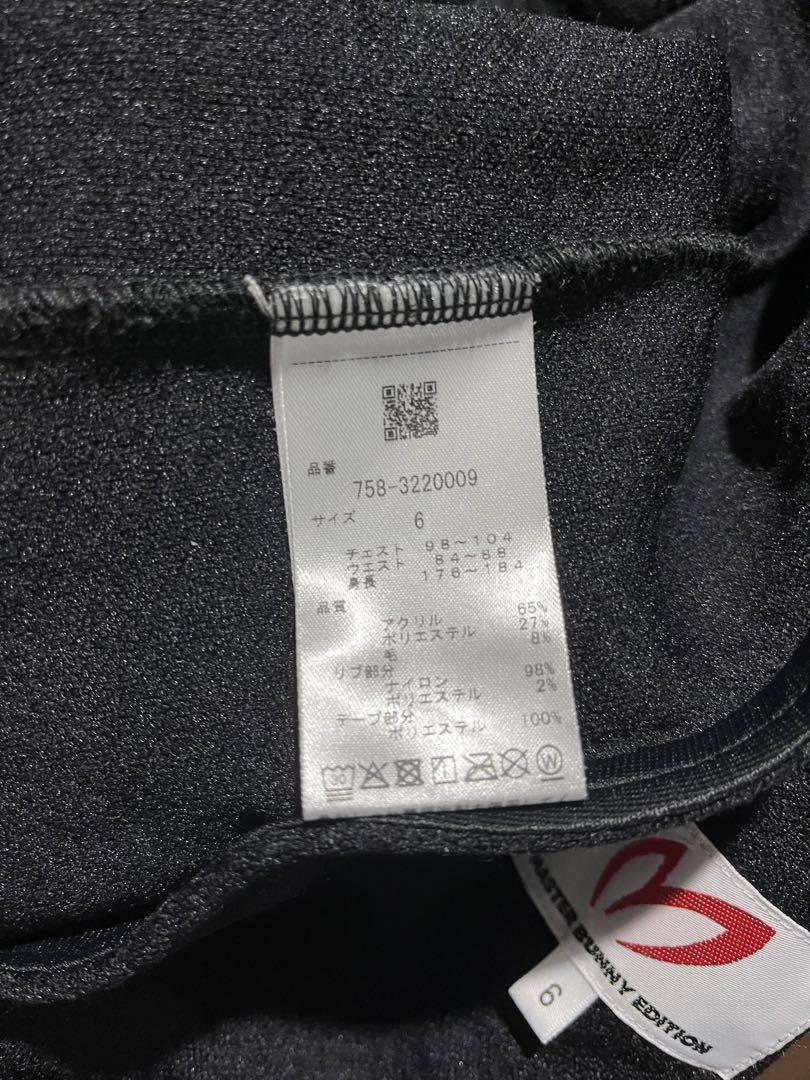 品番
758-3220009
サイズ 6
チェスト 98～104
ウエスト 84～88
身長 176～184
品質
アクリル 65%
ポリエステル 27%
毛 8%
リブ部分
ナイロン 98%
ポリエステル 2%
テープ部分
ポリエステル 100%
30
W
MASTER BUNNY EDITION
6